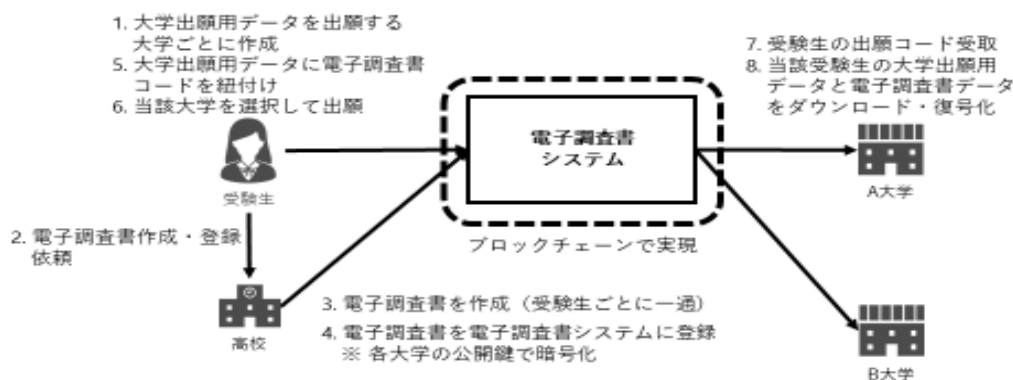 1. 大学出願用データを出願する
大学ごとに作成
5. 大学出願用データに電子調査書
コードを紐付け
6. 当該大学を選択して出願
受験生
2. 電子調査書作成・登録
依頼
高校
電子調査書
システム
ブロックチェーンで実現
3. 電子調査書を作成（受験生ごとに一通）
4. 電子調査書を電子調査書システムに登録
※ 各大学の公開鍵で暗号化
7. 受験生の出願コード受取
8. 当該受験生の大学出願用
データと電子調査書データ
をダウンロード・復号化
A大学
B大学